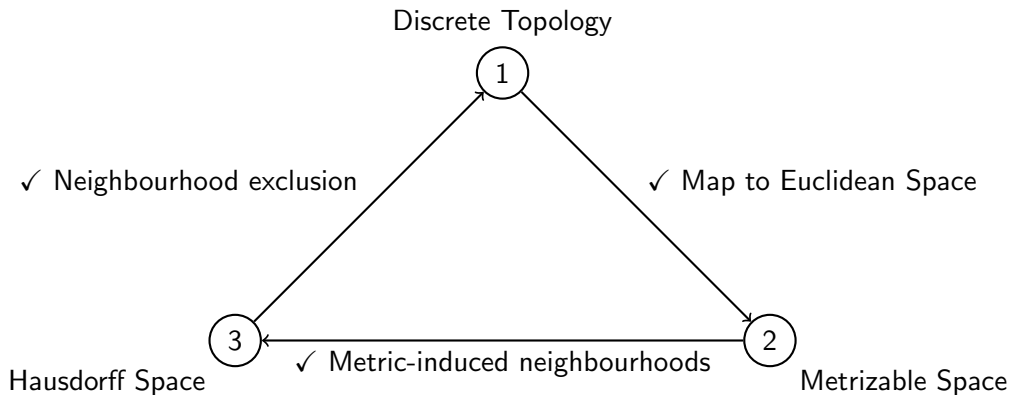 Discrete Topology
1
✓ Neighbourhood exclusion
✓ Map to Euclidean Space
3
2
✓ Metric-induced neighbourhoods
Hausdorff Space
Metrizable Space